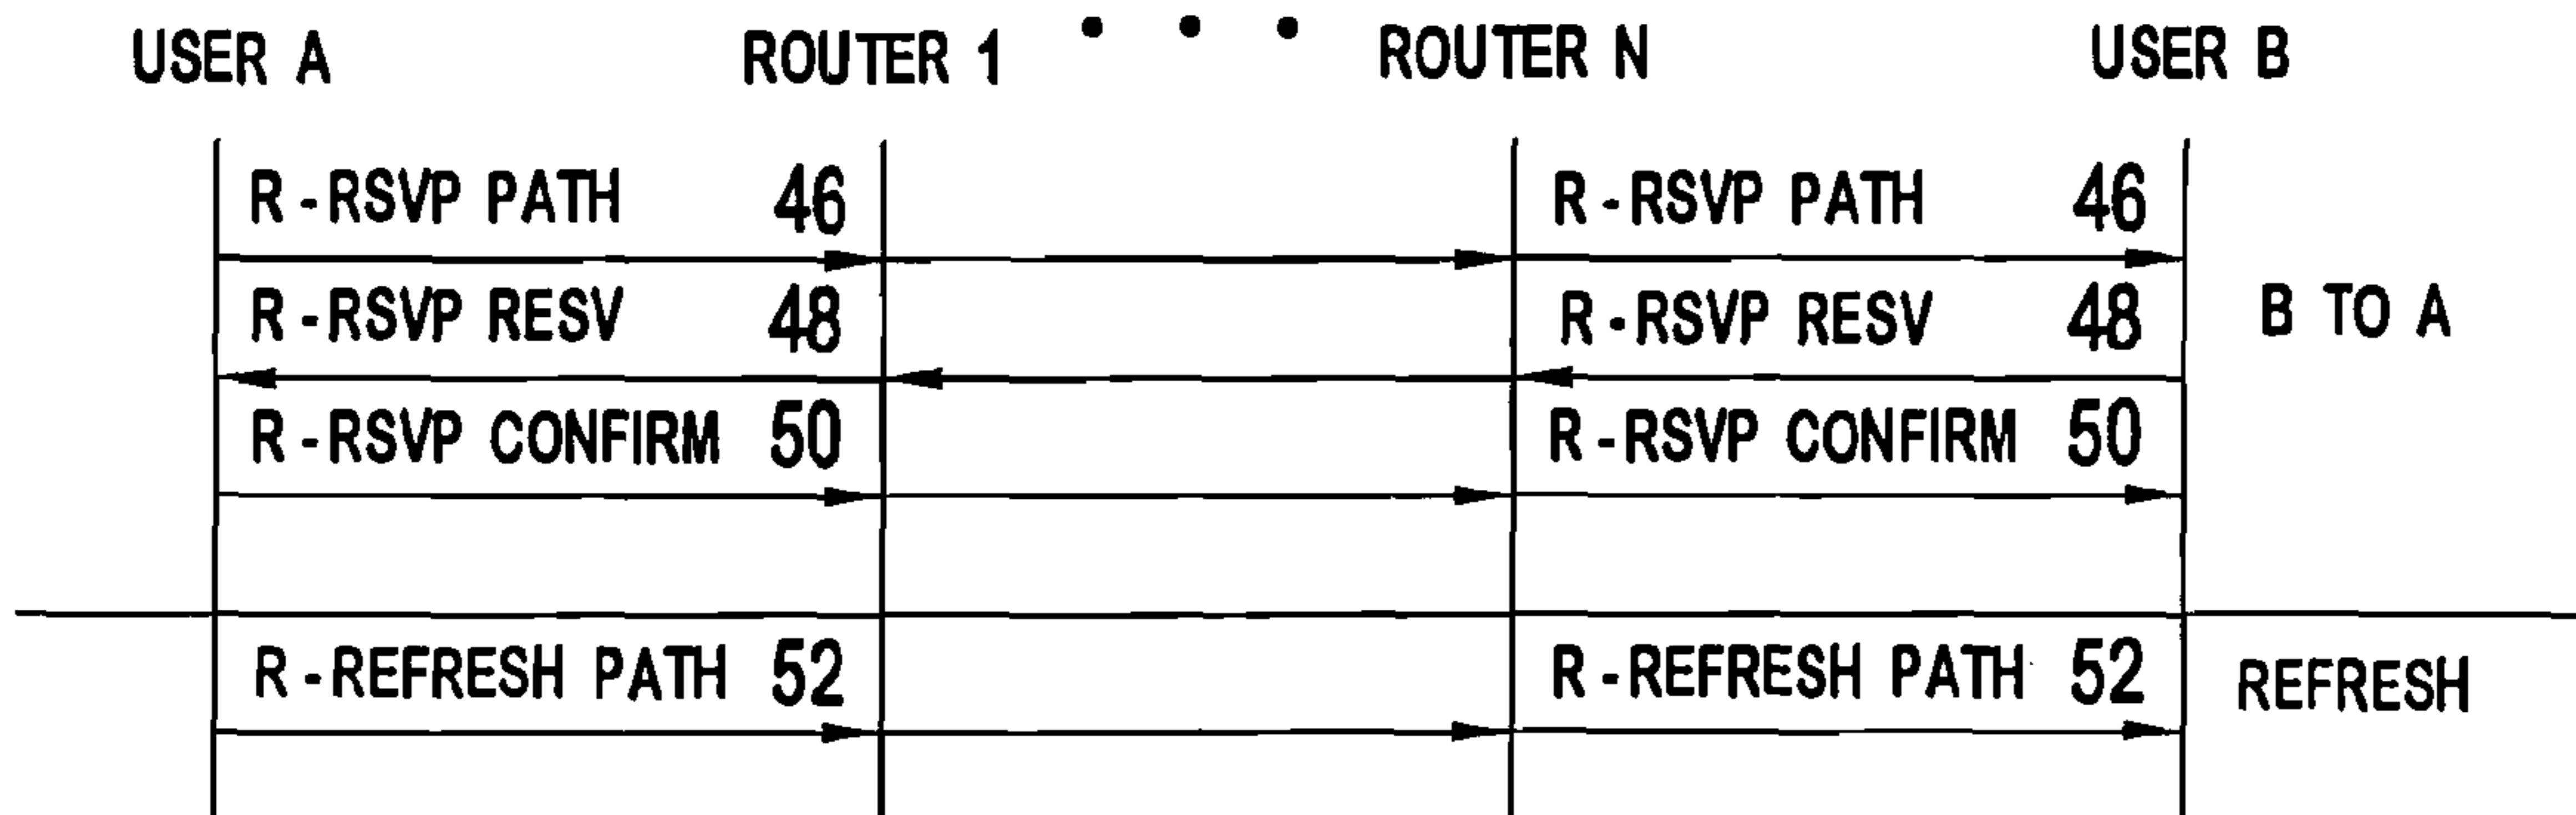 USER A ROUTER 1 • • • ROUTER N USER B
R-RSVP PATH 46 R-RSVP PATH 46
R-RSVP RESV 48 R-RSVP RESV 48 B TO A
R-RSVP CONFIRM 50 R-RSVP CONFIRM 50
R-REFRESH PATH 52 R-REFRESH PATH 52 REFRESH